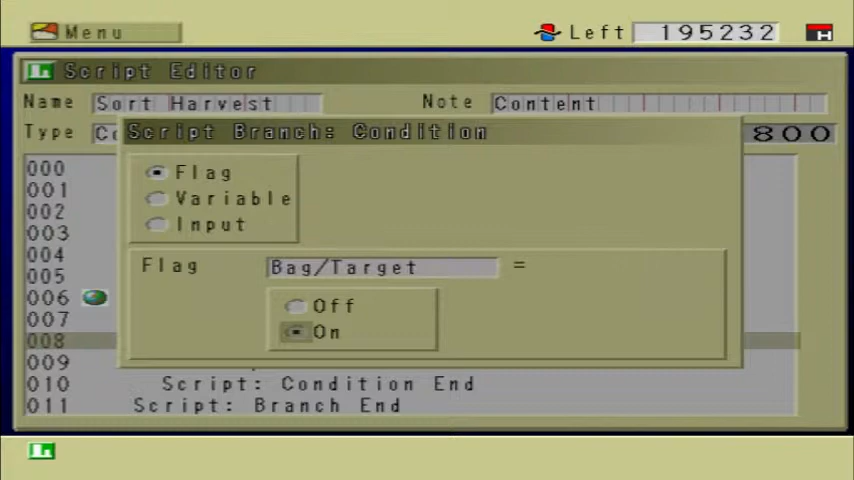 Menu Left 195232
Script Editor
Name Sort Harvest Note Content
Type Co 800
Script Branch: Condition
000 Flag
001 Variable
002 Input
003
004 Flag Bag/Target =
005
006 Off
007 On
008
009
010 Script: Condition End
011 Script: Branch End